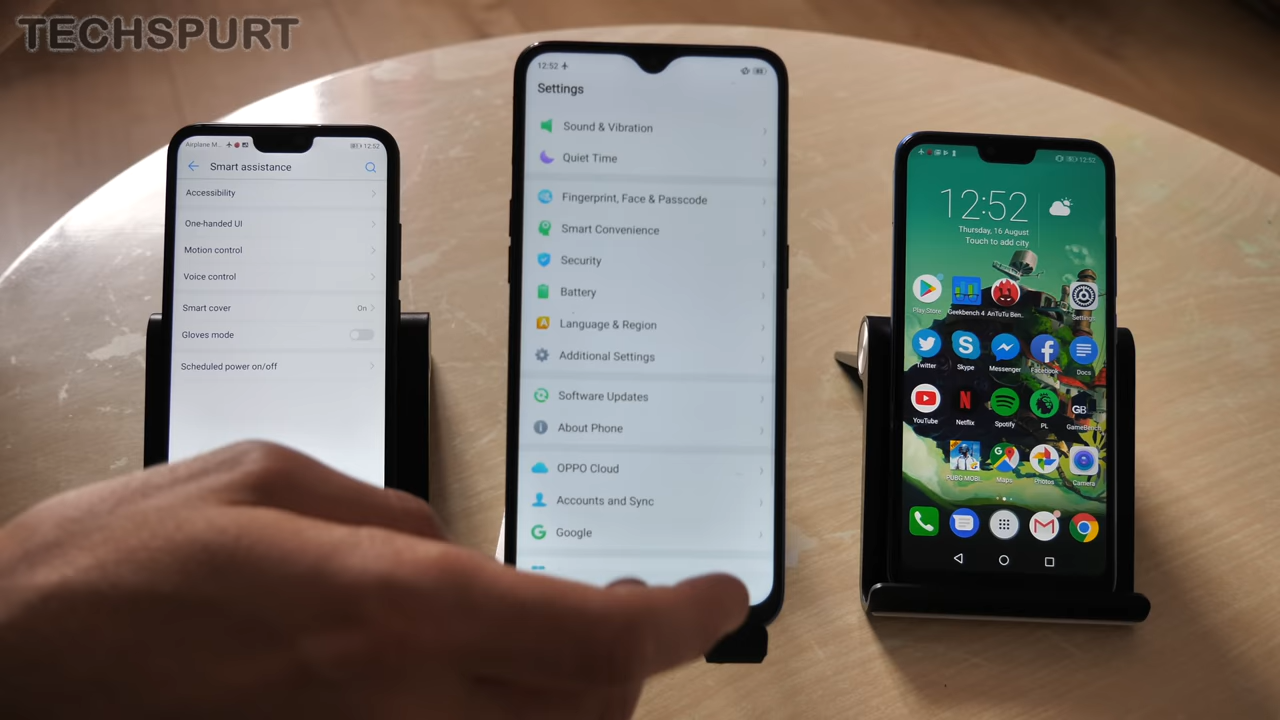 TECHSPURT
Airplane M...
12:52
Smart assistance
Accessibility
One-handed UI
Motion control
Voice control
Smart cover
On
Gloves mode
Scheduled power on/off
12:52
Settings
Sound & Vibration
Quiet Time
Fingerprint, Face & Passcode
Smart Convenience
Security
Battery
Language & Region
Additional Settings
Software Updates
About Phone
OPPO Cloud
Accounts and Sync
Google
12:52
12:52
Thursday, 16 August
Touch to add city
Play Store
Geekbench 4
AnTuTu Ben..
Settings
Twitter
Skype
Messenger
Facebook
Docs
YouTube
Netflix
Spotify
PL
GB
GameBench
PUBG MOBI..
Maps
Photos
Camera